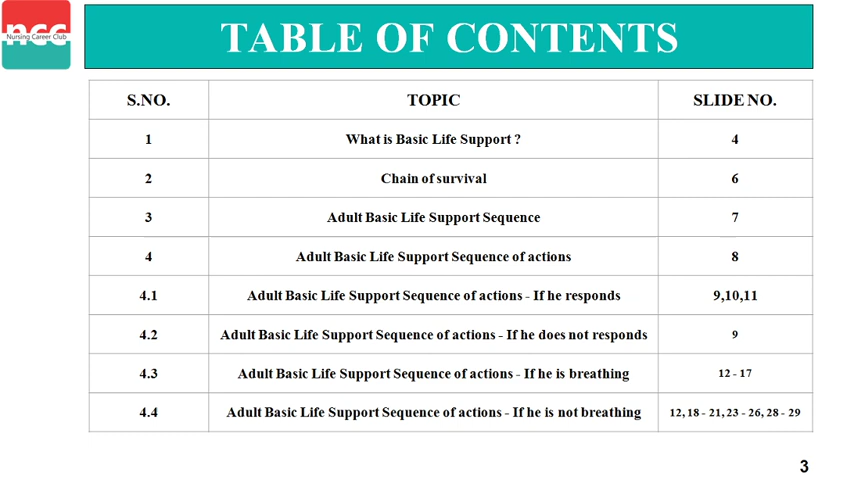 ncc
Nursing Career Club
TABLE OF CONTENTS
S.NO. TOPIC SLIDE NO.
1 What is Basic Life Support ? 4
2 Chain of survival 6
3 Adult Basic Life Support Sequence 7
4 Adult Basic Life Support Sequence of actions 8
4.1 Adult Basic Life Support Sequence of actions - If he responds 9,10,11
4.2 Adult Basic Life Support Sequence of actions - If he does not responds 9
4.3 Adult Basic Life Support Sequence of actions - If he is breathing 12 - 17
4.4 Adult Basic Life Support Sequence of actions - If he is not breathing 12, 18 - 21, 23 - 26, 28 - 29
3